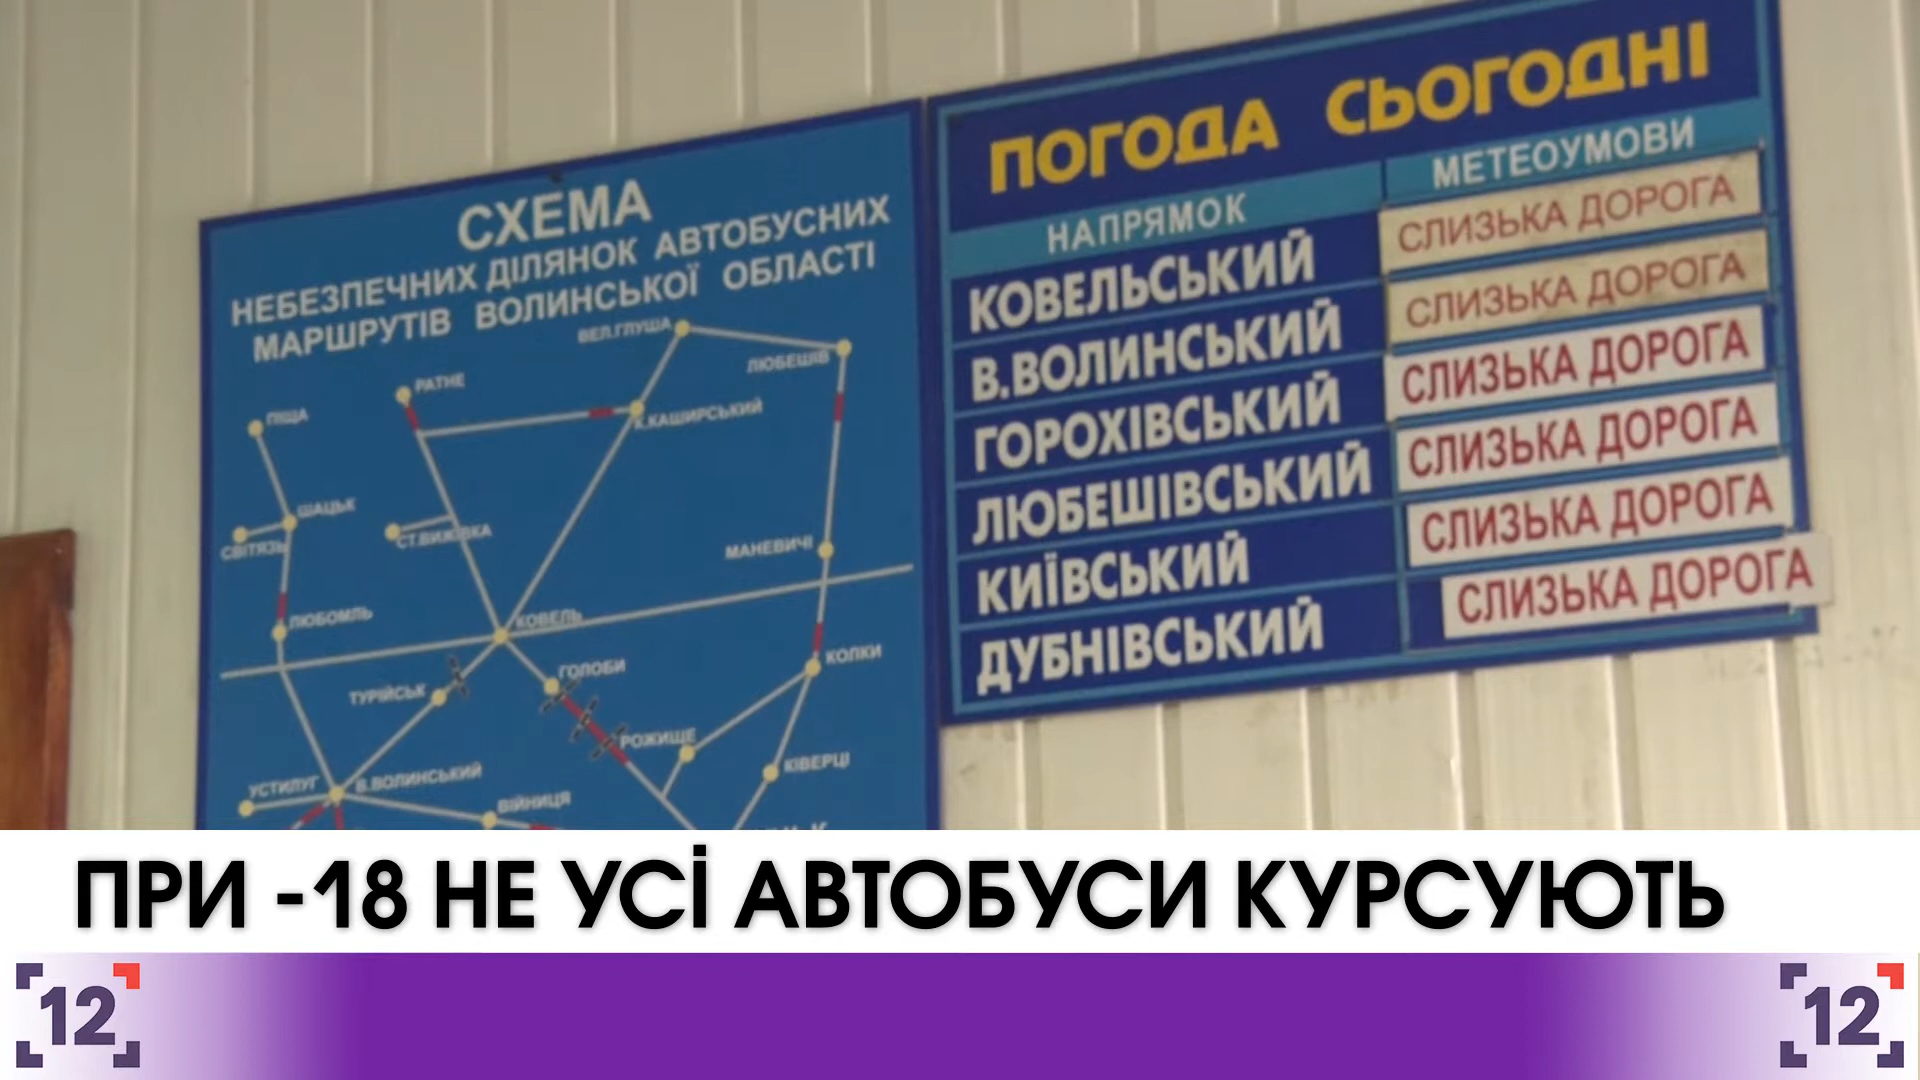 СХЕМА
НЕБЕЗПЕЧНИХ ДІЛЯНОК АВТОБУСНИХ
МАРШРУТІВ ВОЛИНСЬКОЇ ОБЛАСТІ
ВЕЛ.ГЛУША
ЛЮБЕШІВ
РАТНЕ
К.КАШИРСЬКИЙ
ПІЩА
ШАЦЬК
СВІТЯЗЬ
СТ.ВИЖІВКА
МАНЕВИЧІ
ЛЮБОМЛЬ
КОВЕЛЬ
КОЛКИ
ГОЛОБИ
ТУРІЙСЬК
РОЖИЩЕ
КІВЕРЦІ
УСТИЛУГ
В.ВОЛИНСЬКИЙ
ВІЙНИЦЯ
ПОГОДА СЬОГОДНІ
НАПРЯМОК МЕТЕОУМОВИ
КОВЕЛЬСЬКИЙ СЛИЗЬКА ДОРОГА
В.ВОЛИНСЬКИЙ СЛИЗЬКА ДОРОГА
ГОРОХІВСЬКИЙ СЛИЗЬКА ДОРОГА
ЛЮБЕШІВСЬКИЙ СЛИЗЬКА ДОРОГА
КИЇВСЬКИЙ СЛИЗЬКА ДОРОГА
ДУБНІВСЬКИЙ СЛИЗЬКА ДОРОГА
ПРИ -18 НЕ УСІ АВТОБУСИ КУРСУЮТЬ
12
12